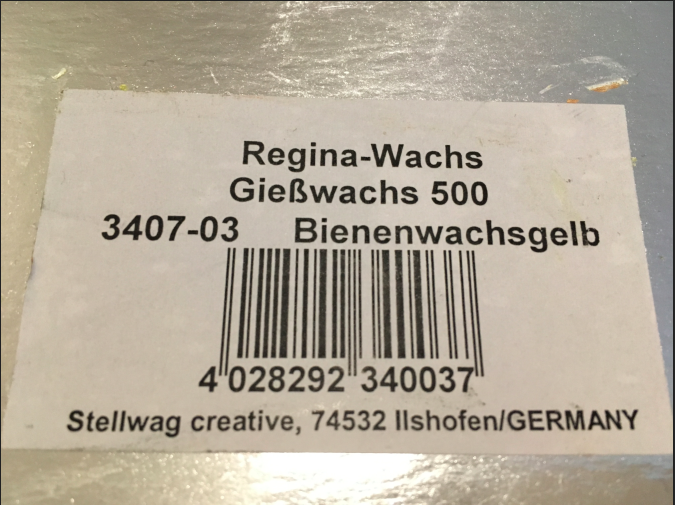 Regina-Wachs
Gießwachs 500
3407-03 Bienenwachsgelb
4 028292 340037
Stellwag creative, 74532 Ilshofen/GERMANY